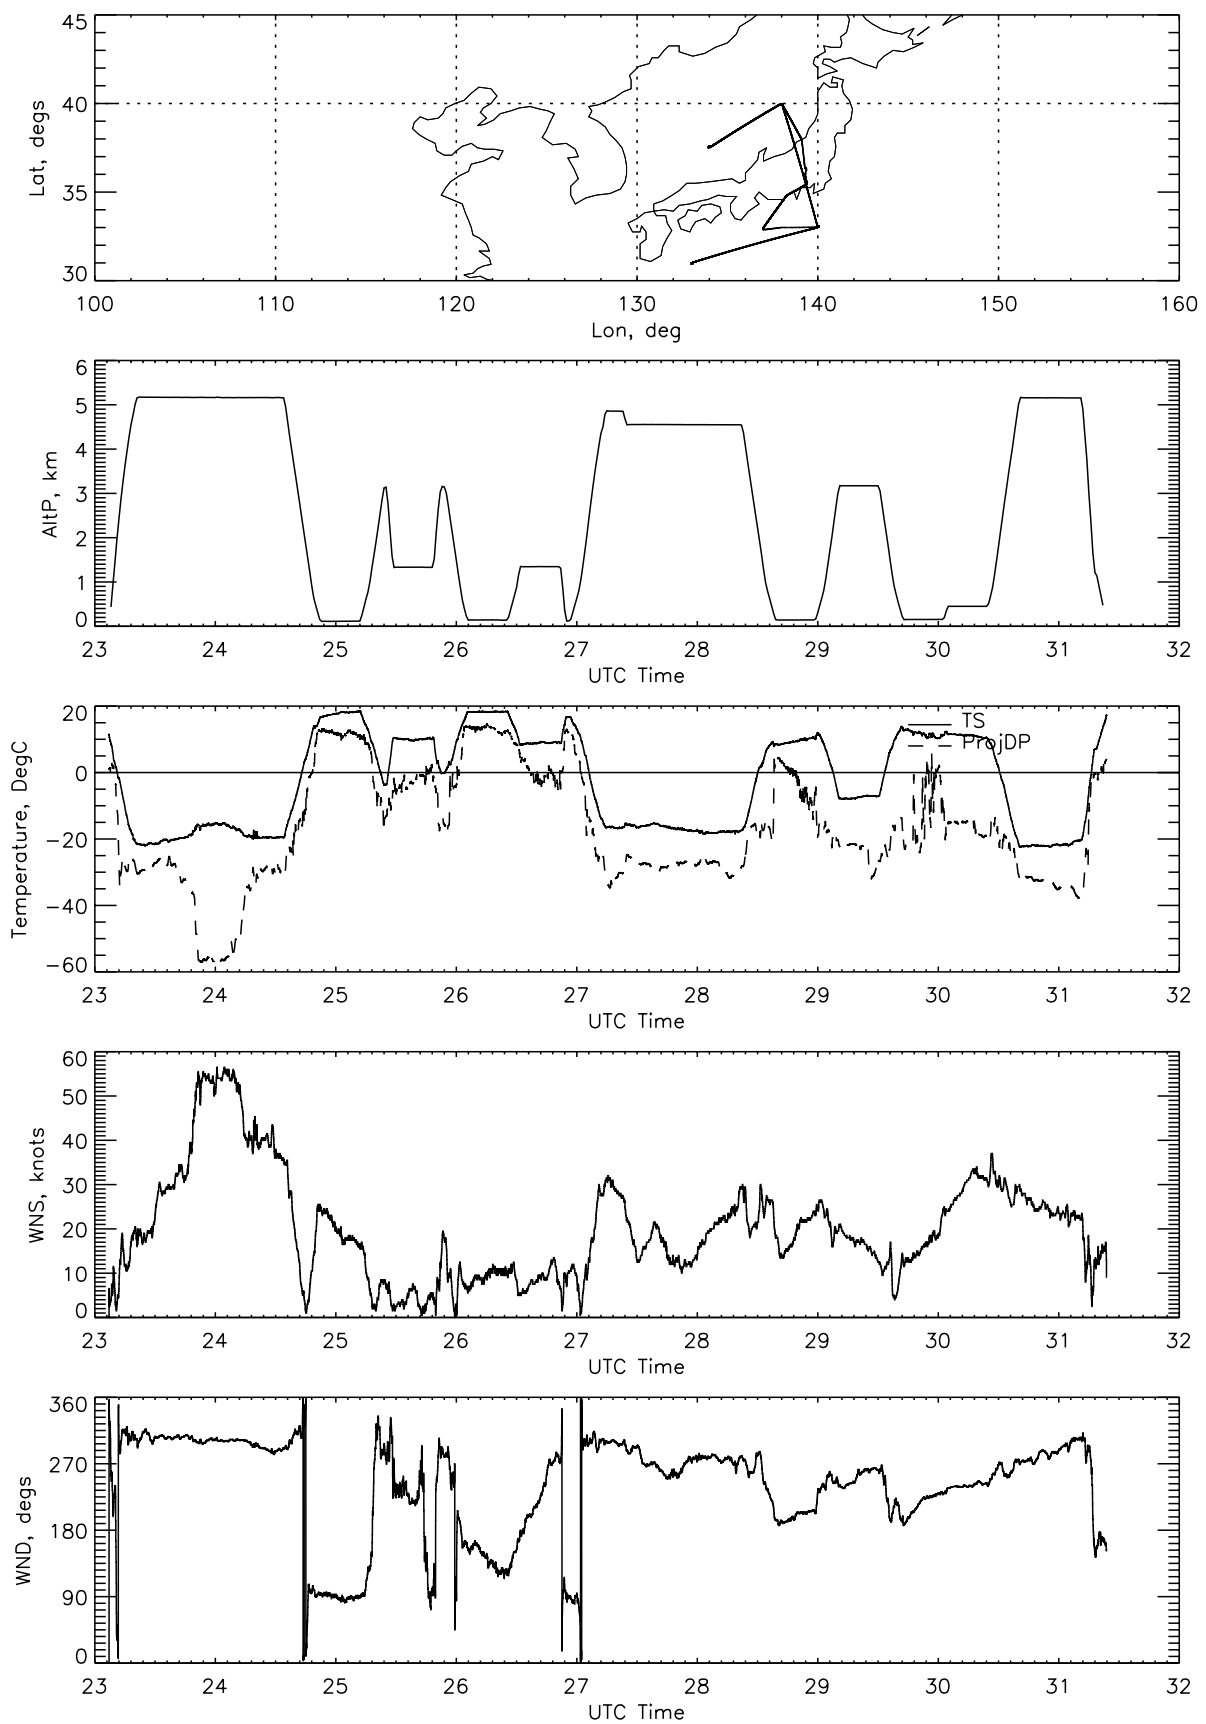 45
40
35
30
Lat, degs
100 110 120 130 140 150 160
Lon, deg
6
5
4
3
2
1
0
AltP, km
23 24 25 26 27 28 29 30 31 32
UTC Time
20
0
-20
-40
-60
Temperature, DegC
TS
ProjDP
23 24 25 26 27 28 29 30 31 32
UTC Time
60
50
40
30
20
10
0
WNS, knots
23 24 25 26 27 28 29 30 31 32
UTC Time
360
270
180
90
0
WND, degs
23 24 25 26 27 28 29 30 31 32
UTC Time